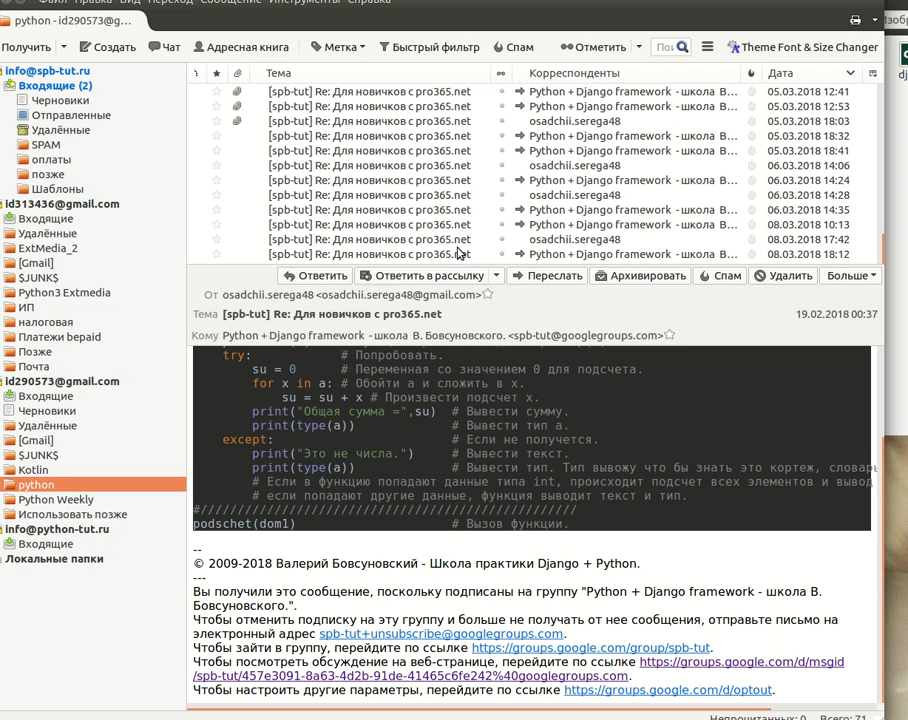 Файл Правка Вид Переход Сообщение Инструменты Справка
python - id290573@g...
Получить Создать Чат Адресная книга Метка Быстрый фильтр Спам Отметить Theme Font & Size Changer
info@spb-tut.ru
Входящие (2)
Черновики
Отправленные
Удалённые
SPAM
оплаты
позже
Шаблоны
id313436@gmail.com
Входящие
Удалённые
ExtMedia_2
[Gmail]
$JUNK$
Python3 Extmedia
ИП
налоговая
Платежи bepaid
Позже
Почта
id290573@gmail.com
Входящие
Черновики
Удалённые
[Gmail]
$JUNK$
Kotlin
python
Python Weekly
Использовать позже
info@python-tut.ru
Входящие
Локальные папки
Тема Корреспонденты Дата
[spb-tut] Re: Для новичков с pro365.net Python + Django framework - школа В... 05.03.2018 12:41
[spb-tut] Re: Для новичков с pro365.net Python + Django framework - школа В... 05.03.2018 12:53
[spb-tut] Re: Для новичков с pro365.net osadchii.serega48 05.03.2018 18:03
[spb-tut] Re: Для новичков с pro365.net Python + Django framework - школа В... 05.03.2018 18:32
[spb-tut] Re: Для новичков с pro365.net Python + Django framework - школа В... 05.03.2018 18:41
[spb-tut] Re: Для новичков с pro365.net osadchii.serega48 06.03.2018 14:06
[spb-tut] Re: Для новичков с pro365.net Python + Django framework - школа В... 06.03.2018 14:24
[spb-tut] Re: Для новичков с pro365.net osadchii.serega48 06.03.2018 14:28
[spb-tut] Re: Для новичков с pro365.net Python + Django framework - школа В... 06.03.2018 14:35
[spb-tut] Re: Для новичков с pro365.net Python + Django framework - школа В... 08.03.2018 10:13
[spb-tut] Re: Для новичков с pro365.net osadchii.serega48 08.03.2018 17:42
[spb-tut] Re: Для новичков с pro365.net Python + Django framework - школа В... 08.03.2018 18:12
Ответить Ответить в рассылку Переслать Архивировать Спам Удалить Больше
От osadchii.serega48 <osadchii.serega48@gmail.com>
Тема [spb-tut] Re: Для новичков с pro365.net 19.02.2018 00:37
Кому Python + Django framework - школа В. Бовсуновского. <spb-tut@googlegroups.com>
try: # Попробовать.
su = 0 # Переменная со значением 0 для подсчета.
for x in a: # Обойти a и сложить в x.
su = su + x # Произвести подсчет x.
print("Общая сумма =",su) # Вывести сумму.
print(type(a)) # Вывести тип a.
except: # Если не получется.
print("Это не числа.") # Вывести текст.
print(type(a)) # Вывести тип. Тип вывожу что бы знать это кортеж, словарь
# Если в функцию попадают данные типа int, происходит подсчет всех элементов и вывод
# если попадают другие данные, функция выводит текст и тип.
#///////////////////////////////////////////////////
podschet(dom1) # Вызов функции.
--
© 2009-2018 Валерий Бовсуновский - Школа практики Django + Python.
---
Вы получили это сообщение, поскольку подписаны на группу "Python + Django framework - школа В.
Бовсуновского.".
Чтобы отменить подписку на эту группу и больше не получать от нее сообщения, отправьте письмо на
электронный адрес spb-tut+unsubscribe@googlegroups.com.
Чтобы зайти в группу, перейдите по ссылке https://groups.google.com/group/spb-tut.
Чтобы посмотреть обсуждение на веб-странице, перейдите по ссылке https://groups.google.com/d/msgid
/spb-tut/457e3091-8a63-4d2b-91de-41465c6fe242%40googlegroups.com.
Чтобы настроить другие параметры, перейдите по ссылке https://groups.google.com/d/optout.
Непрочитанных: 0 Всего: 71